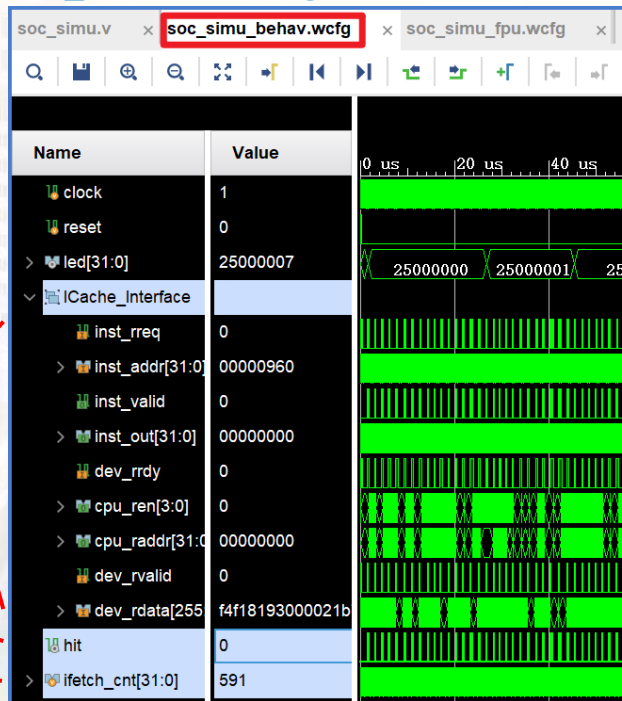 soc_simu.v × soc_simu_behav.wcfg × soc_simu_fpu.wcfg ×
Name Value 0 us 20 us 40 us
clock 1
reset 0
led[31:0] 25000007 25000000 25000001 25
ICache_Interface
inst_rreq 0
inst_addr[31:0] 00000960
inst_valid 0
inst_out[31:0] 00000000
dev_rrdy 0
cpu_ren[3:0] 0
cpu_raddr[31:0 00000000
dev_rvalid 0
dev_rdata[255 f4f18193000021b
hit 0
ifetch_cnt[31:0] 591